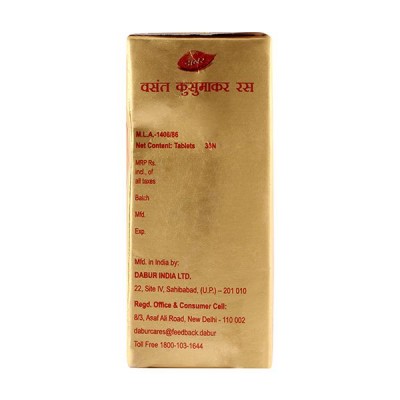 वसंत कुसुमाकर रस
M.L.A.-1406/66
Net Content: Tablets
MRP Rs.
incl., of
all taxes
Batch
Mfd.
Exp.
Mfd. in India by:
DABUR INDIA LTD.
22, Site IV, Sahibabad, (U.P.) – 201 010
Regd. Office & Consumer Cell:
8/3, Asaf Ali Road, New Delhi - 110 002
daburcares@feedback.dabur
Toll Free 1800-103-1644